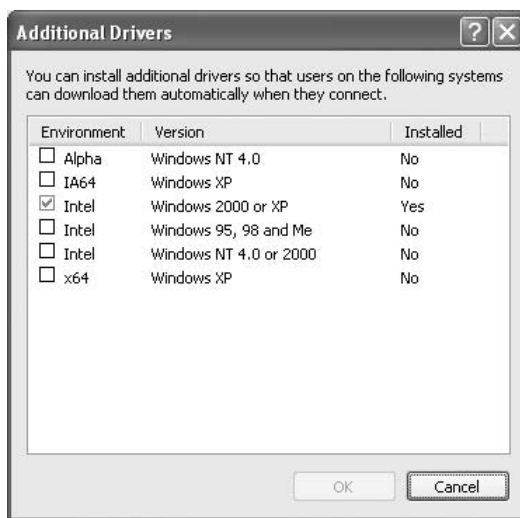 Additional Drivers
You can install additional drivers so that users on the following systems
can download them automatically when they connect.
Environment Version Installed
Alpha Windows NT 4.0 No
IA64 Windows XP No
Intel Windows 2000 or XP Yes
Intel Windows 95, 98 and Me No
Intel Windows NT 4.0 or 2000 No
x64 Windows XP No
OK Cancel